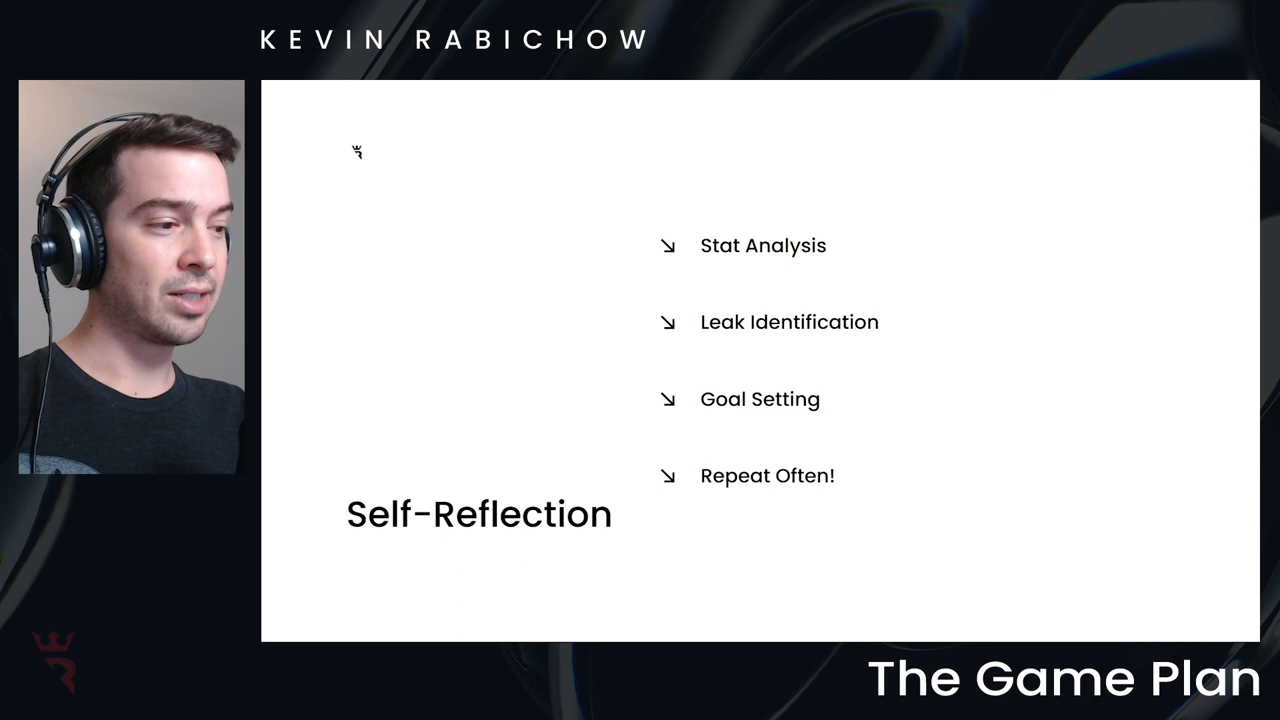 KEVIN RABICHOW
Stat Analysis
Leak Identification
Goal Setting
Repeat Often!
Self-Reflection
The Game Plan